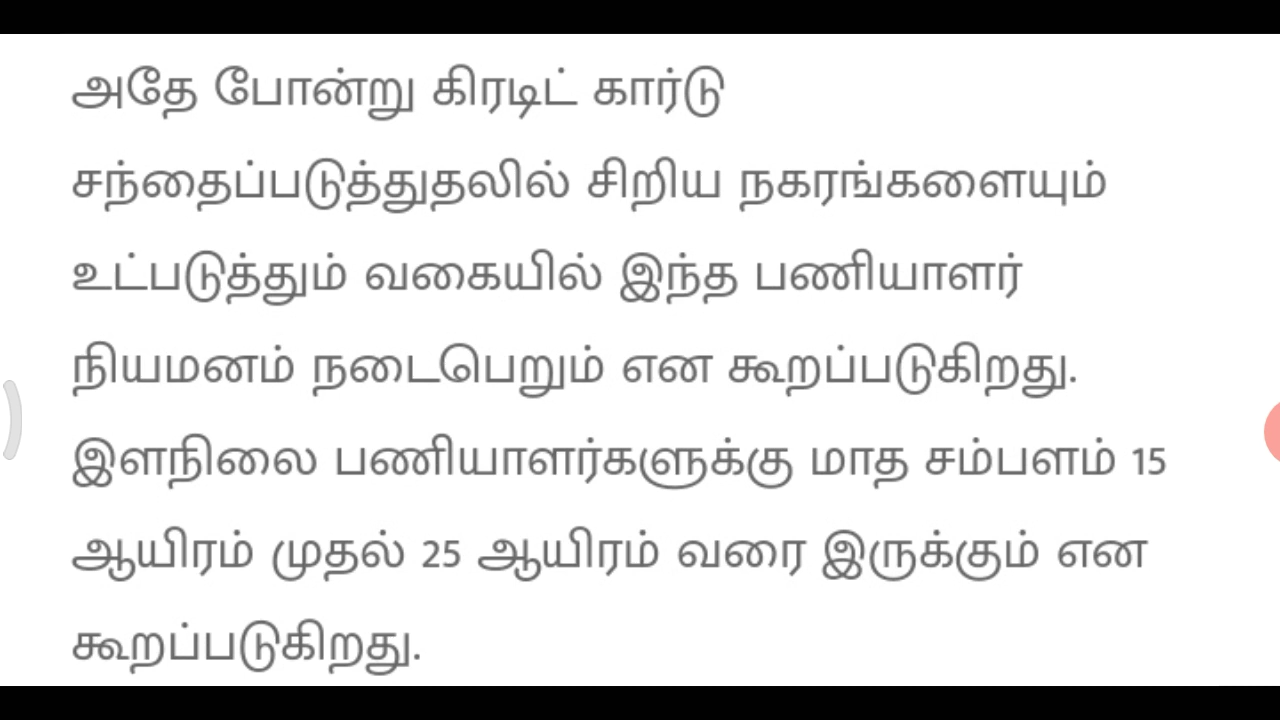 அதே போன்று கிரடிட் கார்டு
சந்தைப்படுத்துதலில் சிறிய நகரங்களையும்
உட்படுத்தும் வகையில் இந்த பணியாளர்
நியமனம் நடைபெறும் என கூறப்படுகிறது.
இளநிலை பணியாளர்களுக்கு மாத சம்பளம் 15
ஆயிரம் முதல் 25 ஆயிரம் வரை இருக்கும் என
கூறப்படுகிறது.